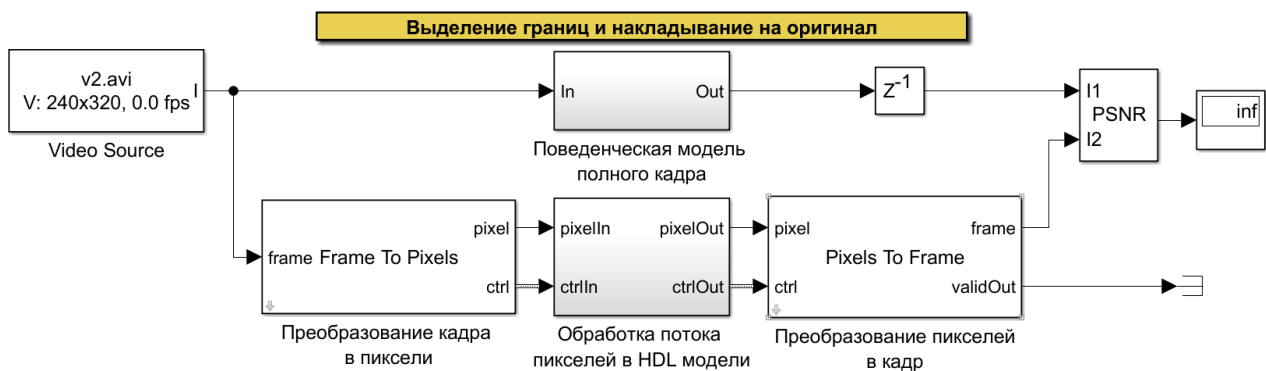 Выделение границ и накладывание на оригинал
v2.avi
V: 240x320, 0.0 fps
I
Video Source
In
Out
Поведенческая модель
полного кадра
Z-1
I1
PSNR
I2
inf
frame
Frame To Pixels
pixel
ctrl
Преобразование кадра
в пиксели
pixelIn
pixelOut
ctrlIn
ctrlOut
Обработка потока
пикселей в HDL модели
pixel
frame
Pixels To Frame
ctrl
validOut
Преобразование пикселей
в кадр